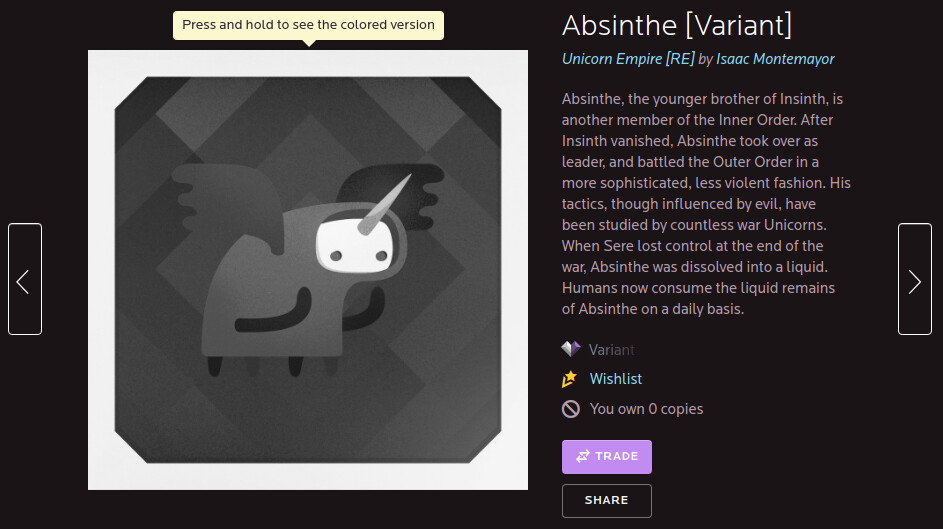 Press and hold to see the colored version
Absinthe [Variant]
Unicorn Empire [RE] by Isaac Montemayor
Absinthe, the younger brother of Insinth, is
another member of the Inner Order. After
Insinth vanished, Absinthe took over as
leader, and battled the Outer Order in a
more sophisticated, less violent fashion. His
tactics, though influenced by evil, have
been studied by countless war Unicorns.
When Sere lost control at the end of the
war, Absinthe was dissolved into a liquid.
Humans now consume the liquid remains
of Absinthe on a daily basis.
Variant
Wishlist
You own 0 copies
TRADE
SHARE